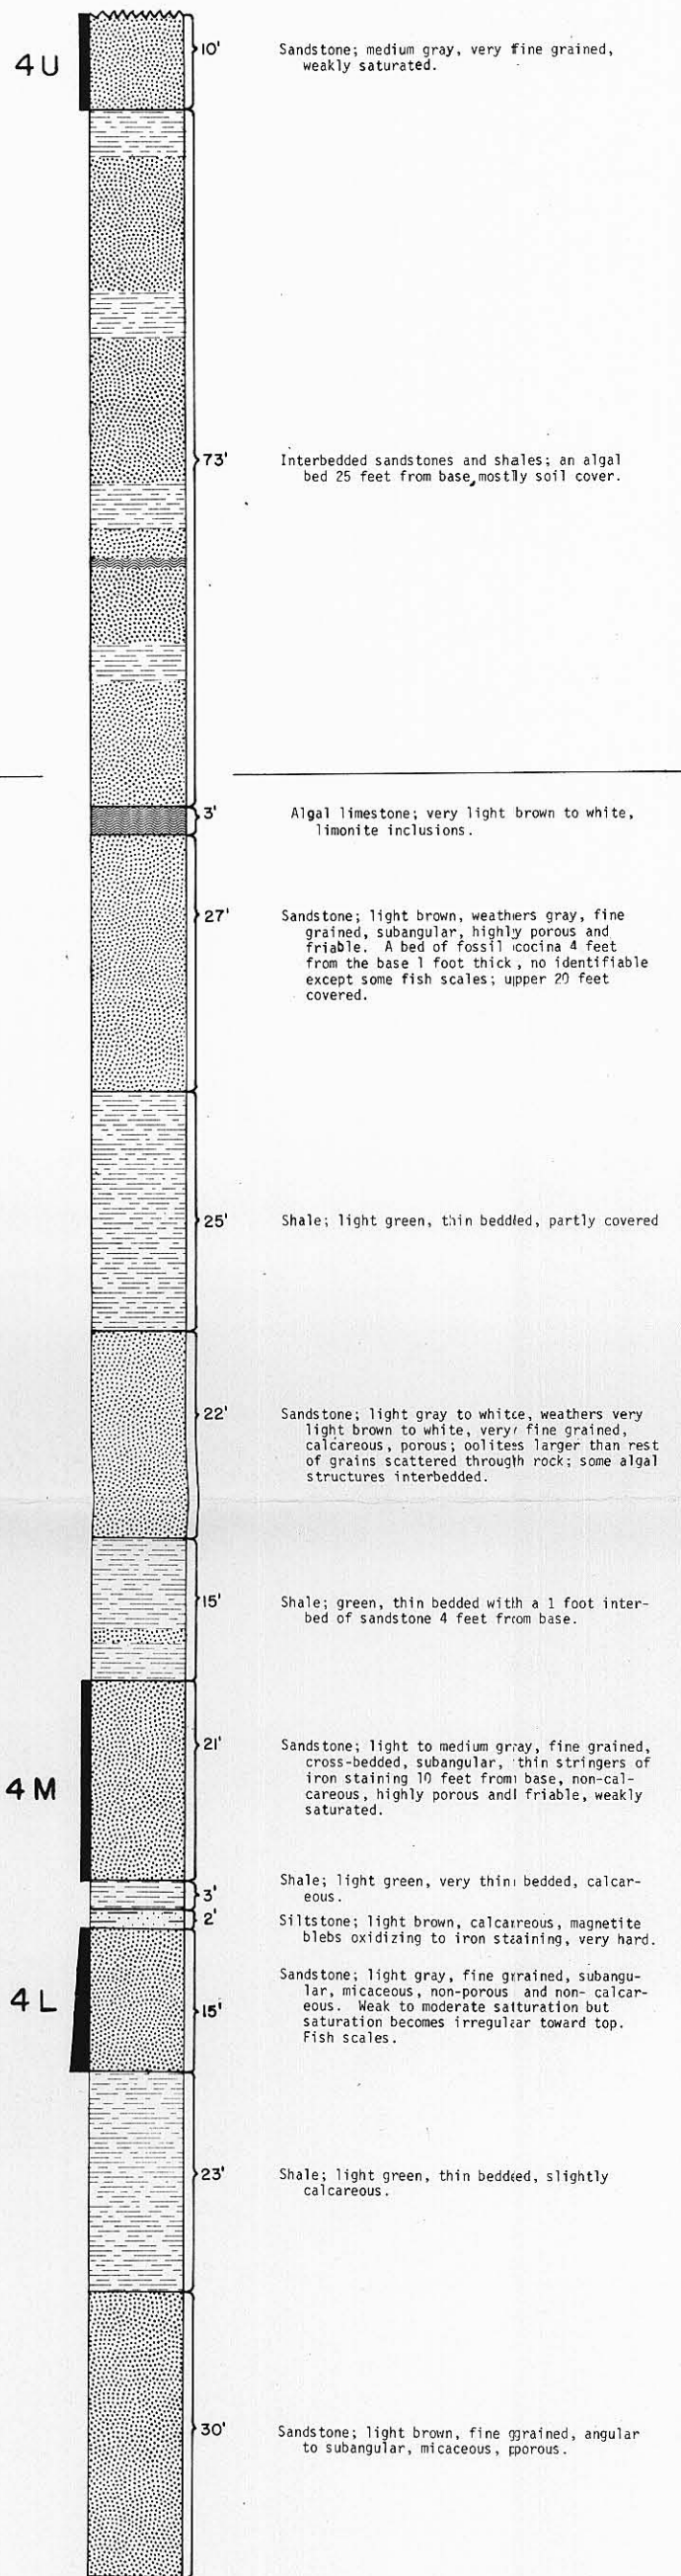 4U
10'
Sandstone; medium gray, very fine grained,
weakly saturated.
73'
Interbedded sandstones and shales; an algal
bed 25 feet from base, mostly soil cover.
3'
Algal limestone; very light brown to white,
limonite inclusions.
27'
Sandstone; light brown, weathers gray, fine
grained, subangular, highly porous and
friable. A bed of fossil cocina 4 feet
from the base 1 foot thick, no identifiable
except some fish scales; upper 20 feet
covered.
25'
Shale; light green, thin bedded, partly covered
22'
Sandstone; light gray to white, weathers very
light brown to white, very fine grained,
calcareous, porous; oolites larger than rest
of grains scattered through rock; some algal
structures interbedded.
15'
Shale; green, thin bedded with a 1 foot inter-
bed of sandstone 4 feet from base.
4M
21'
Sandstone; light to medium gray, fine grained,
cross-bedded, subangular, thin stringers of
iron staining 10 feet from base, non-cal-
careous, highly porous and friable, weakly
saturated.
3'
Shale; light green, very thin bedded, calcar-
eous.
2'
Siltstone; light brown, calcareous, magnetite
blebs oxidizing to iron staining, very hard.
4L
15'
Sandstone; light gray, fine grained, subangu-
lar, micaceous, non-porous and non- calcar-
eous. Weak to moderate saturation but
saturation becomes irregular toward top.
Fish scales.
23'
Shale; light green, thin bedded, slightly
calcareous.
30'
Sandstone; light brown, fine grained, angular
to subangular, micaceous, porous.